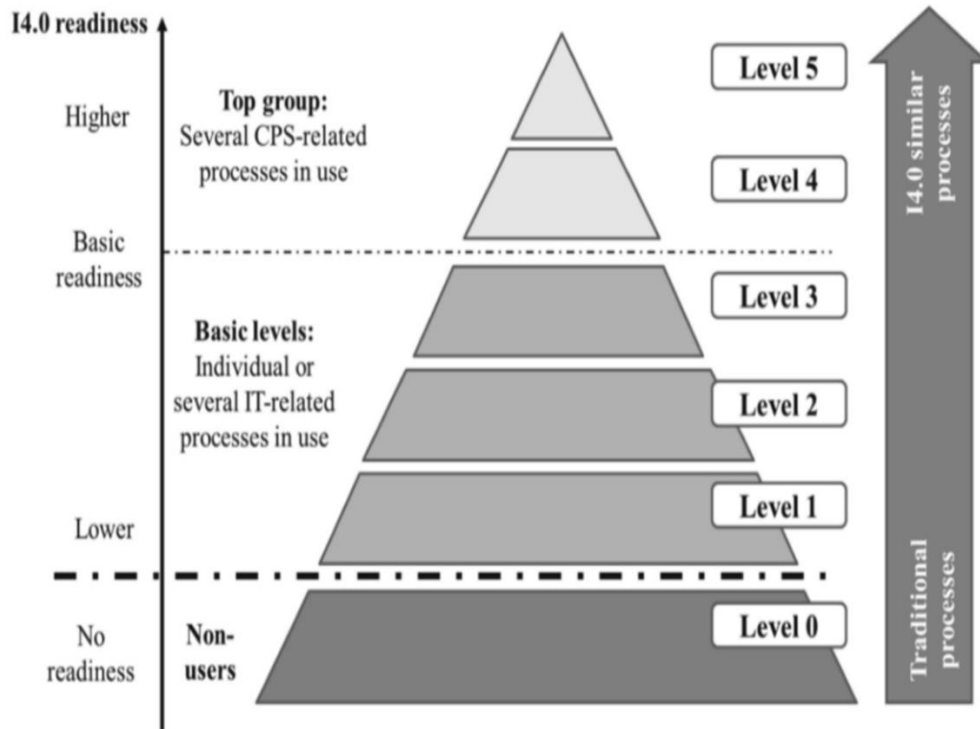 I4.0 readiness
Higher
Top group:
Several CPS-related
processes in use
Level 5
Level 4
I4.0 similar
processes
Basic
readiness
Level 3
Basic levels:
Individual or
several IT-related
processes in use
Level 2
Lower
Level 1
Traditional
processes
No
readiness
Non-
users
Level 0